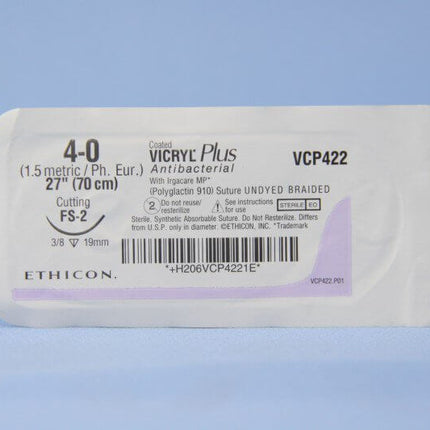 4-0
(1.5 metric / Ph. Eur.)
27" (70 cm)
Cutting
FS-2
3/8 19mm
ETHICON.
Coated
VICRYL* Plus
Antibacterial
With Irgacare MP*
(Polyglactin 910) Suture UNDYED BRAIDED
VCP422
2 Do not reuse/
resterilize
See instructions
for use
STERILE EO
Sterile. Synthetic Absorbable Suture. Do Not Resterilize. Differs
from U.S.P. only in diameter. ©ETHICON, INC. *Trademark
*+H206VCP4221E*
VCP422.P01